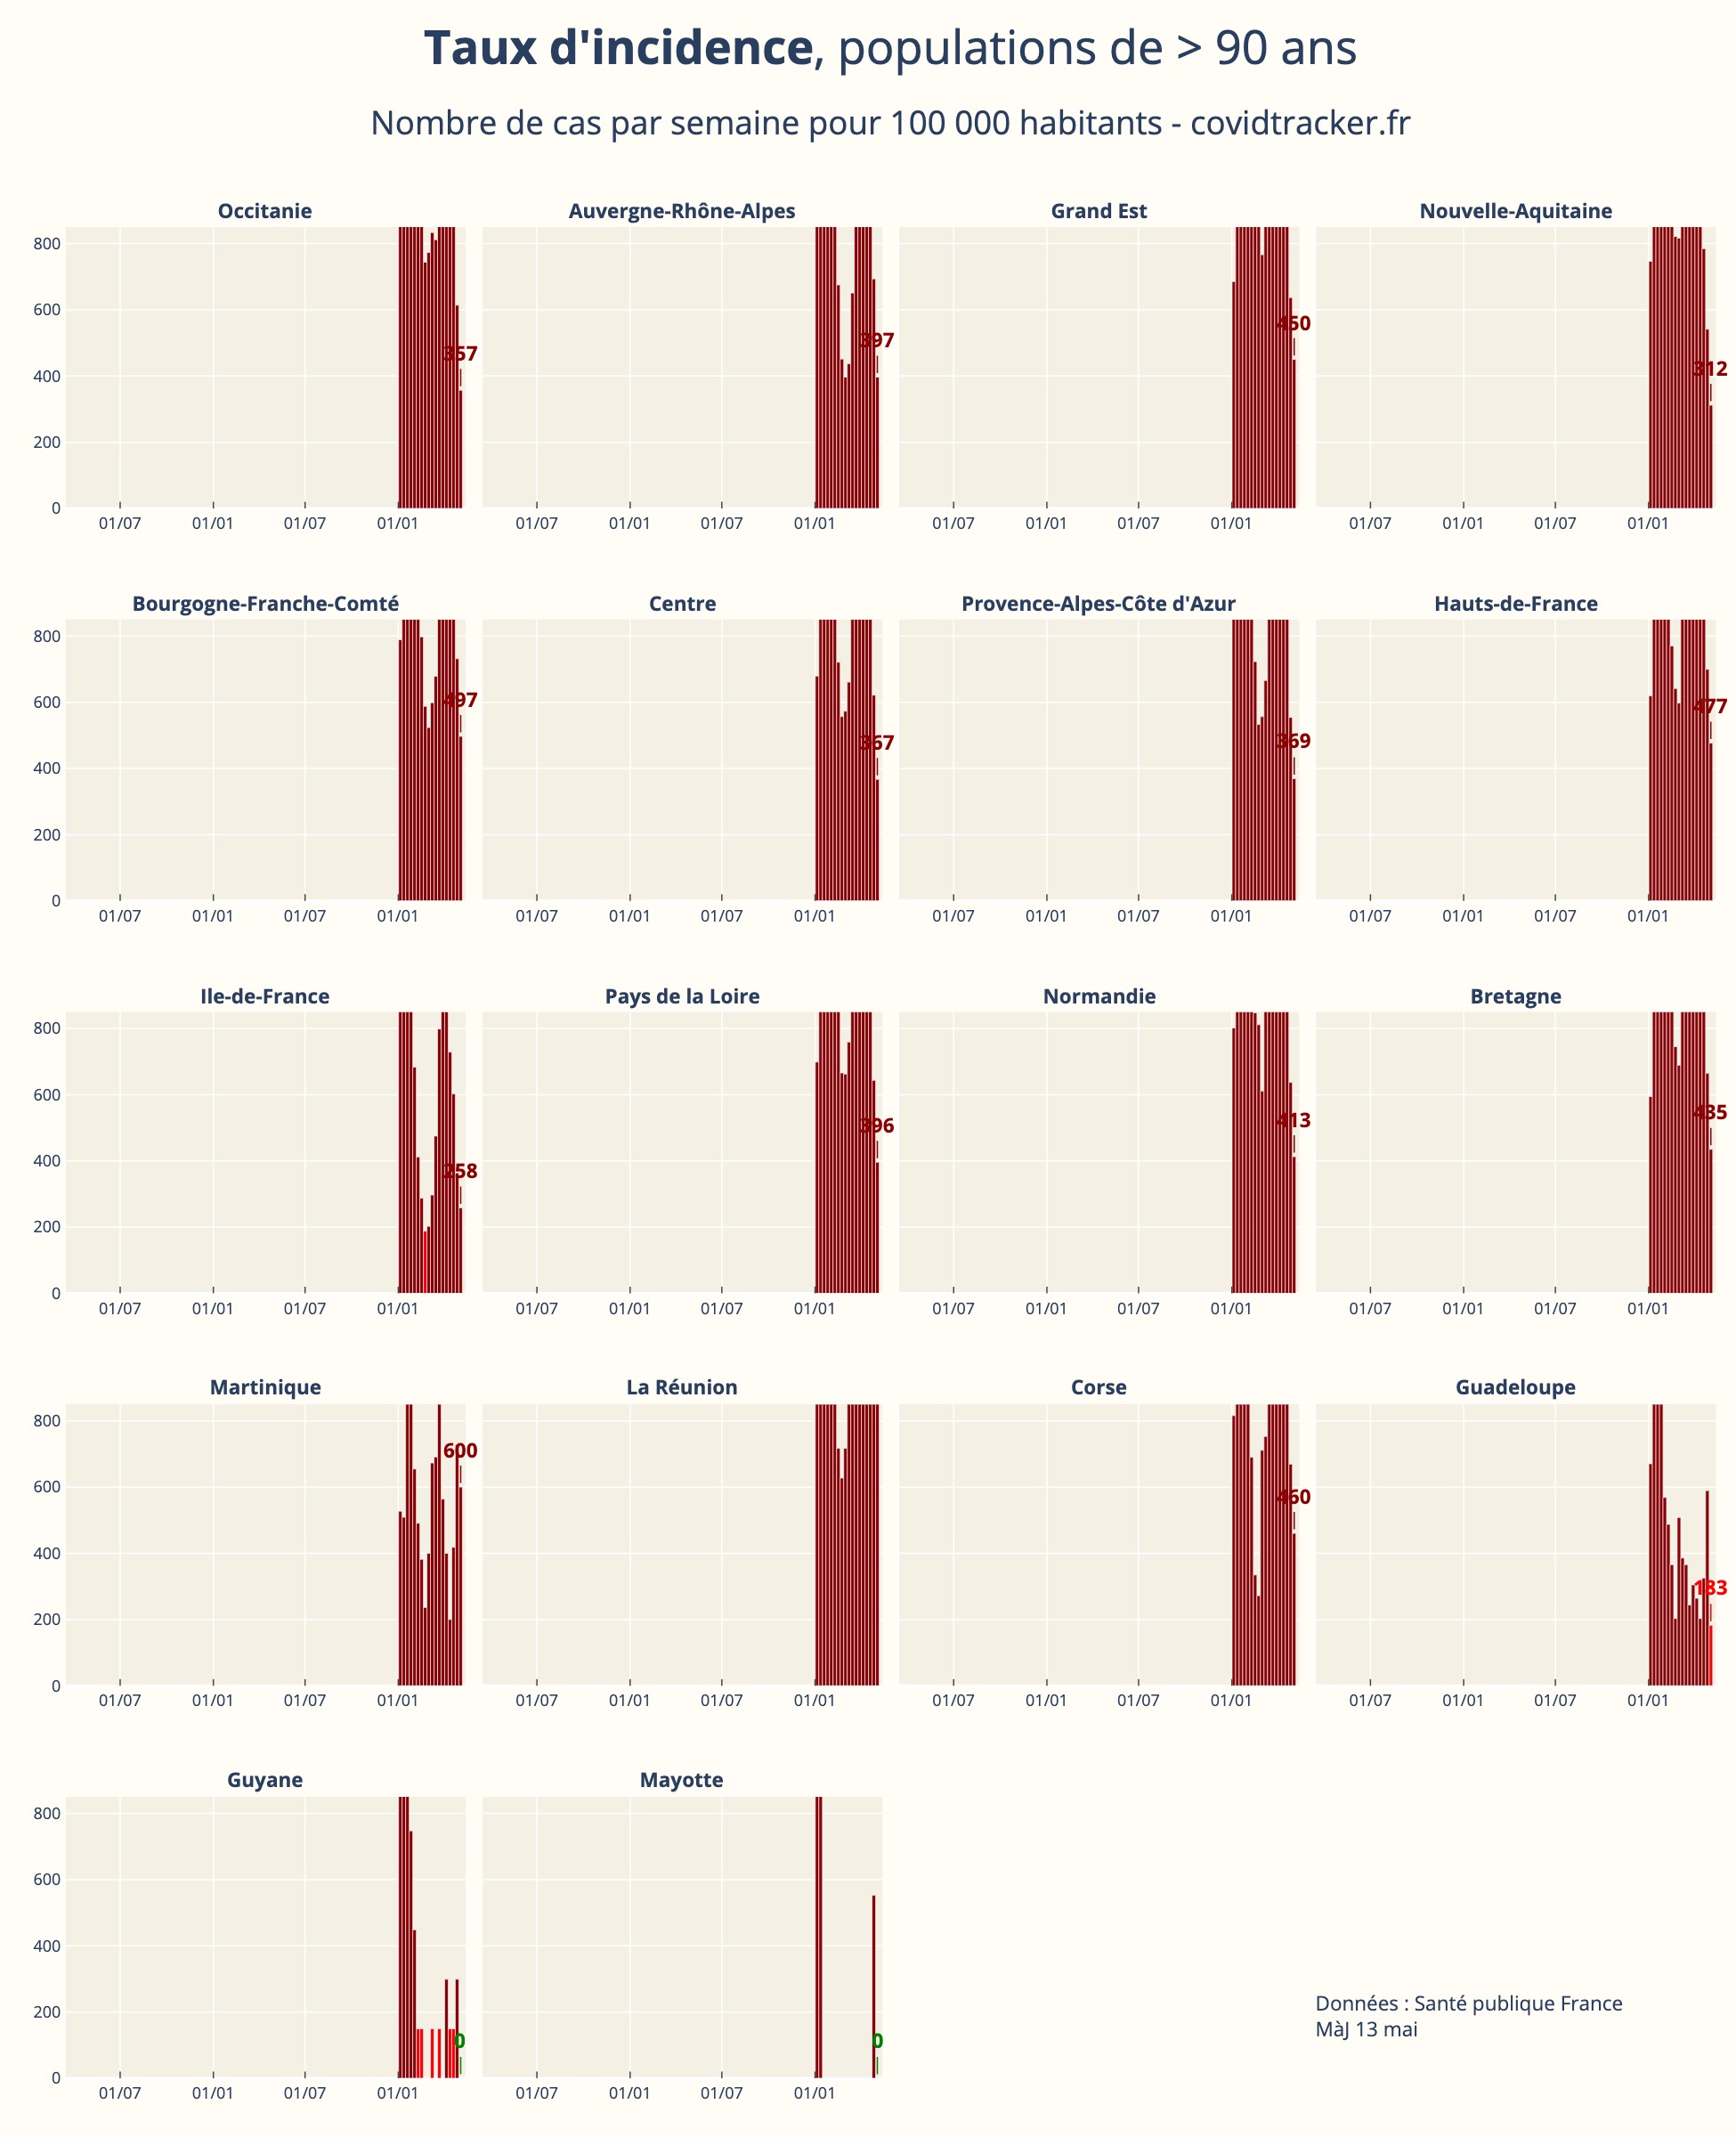 Taux d'incidence, populations de > 90 ans
Nombre de cas par semaine pour 100 000 habitants - covidtracker.fr
Occitanie
Auvergne-Rhône-Alpes
Grand Est
Nouvelle-Aquitaine
800
600
400
200
0
357
397
450
312
01/07 01/01 01/07 01/01
01/07 01/01 01/07 01/01
01/07 01/01 01/07 01/01
01/07 01/01 01/07 01/01
Bourgogne-Franche-Comté
Centre
Provence-Alpes-Côte d'Azur
Hauts-de-France
800
600
400
200
0
497
367
369
477
01/07 01/01 01/07 01/01
01/07 01/01 01/07 01/01
01/07 01/01 01/07 01/01
01/07 01/01 01/07 01/01
Ile-de-France
Pays de la Loire
Normandie
Bretagne
800
600
400
200
0
258
396
413
435
01/07 01/01 01/07 01/01
01/07 01/01 01/07 01/01
01/07 01/01 01/07 01/01
01/07 01/01 01/07 01/01
Martinique
La Réunion
Corse
Guadeloupe
800
600
400
200
0
600
460
183
01/07 01/01 01/07 01/01
01/07 01/01 01/07 01/01
01/07 01/01 01/07 01/01
01/07 01/01 01/07 01/01
Guyane
Mayotte
800
600
400
200
0
0
0
01/07 01/01 01/07 01/01
01/07 01/01 01/07 01/01
Données : Santé publique France
MàJ 13 mai